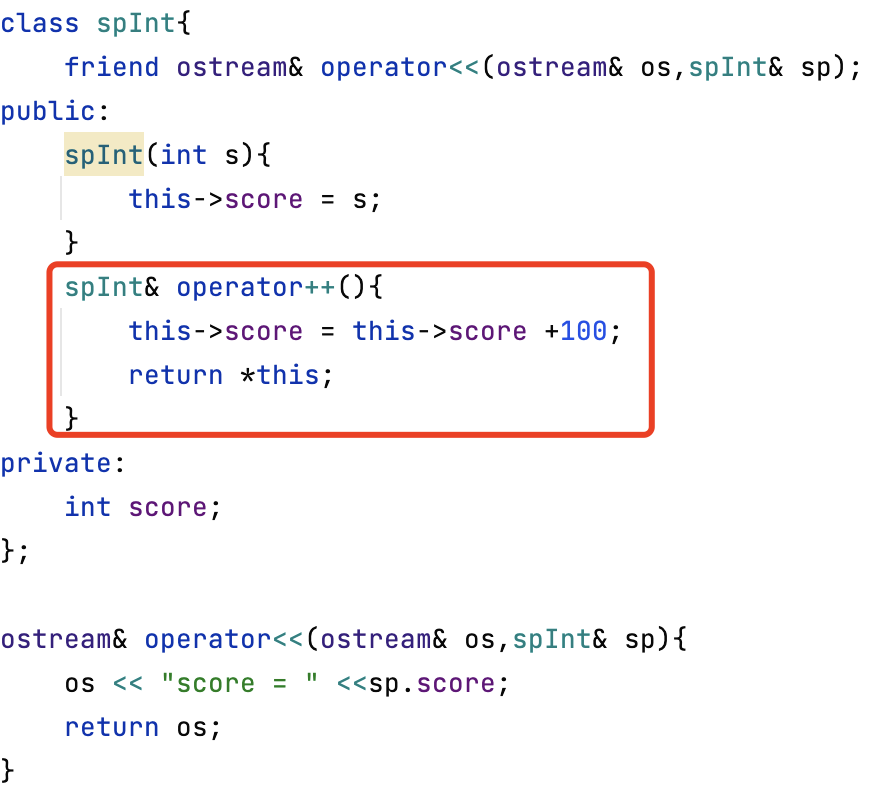 class spInt{
    friend ostream& operator<<(ostream& os,spInt& sp);
public:
    spInt(int s){
        this->score = s;
    }
    spInt& operator++(){
        this->score = this->score +100;
        return *this;
    }
private:
    int score;
};
ostream& operator<<(ostream& os,spInt& sp){
    os << "score = " <<sp.score;
    return os;
}